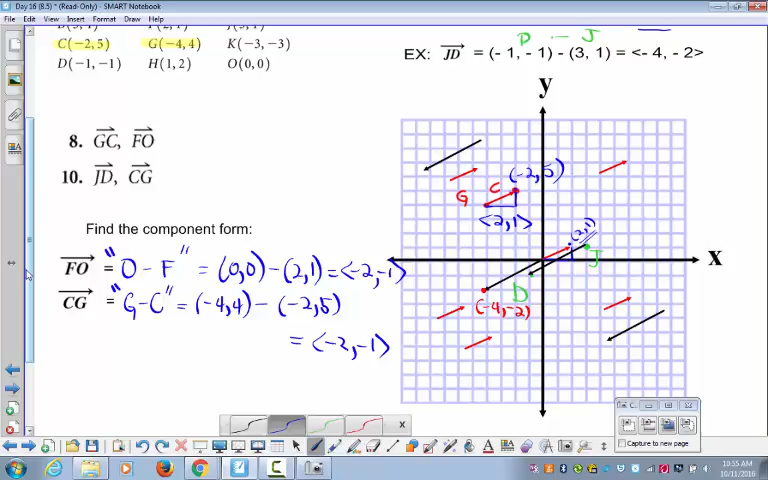 Day 16 (8.5) * (Read-Only) - SMART Notebook
File Edit View Insert Format Draw Help
C(−2,5) G(−4,4) K(−3,−3)
D(−1,−1) H(1,2) O(0,0)
D - J
EX: JD = (- 1, - 1) - (3, 1) = <- 4, - 2>
8. GC, FO
10. JD, CG
Find the component form:
FO = "O - F" = (0,0) - (2,1) = <-2,-1>
CG = "G-C" = (-4,4) - (-2,5)
= <-2,-1>
y
x
(-2,5)
G C
<2,1>
(2,1)
J
D
(-4,-2)
C...
Capture to new page
10:35 AM
10/11/2016